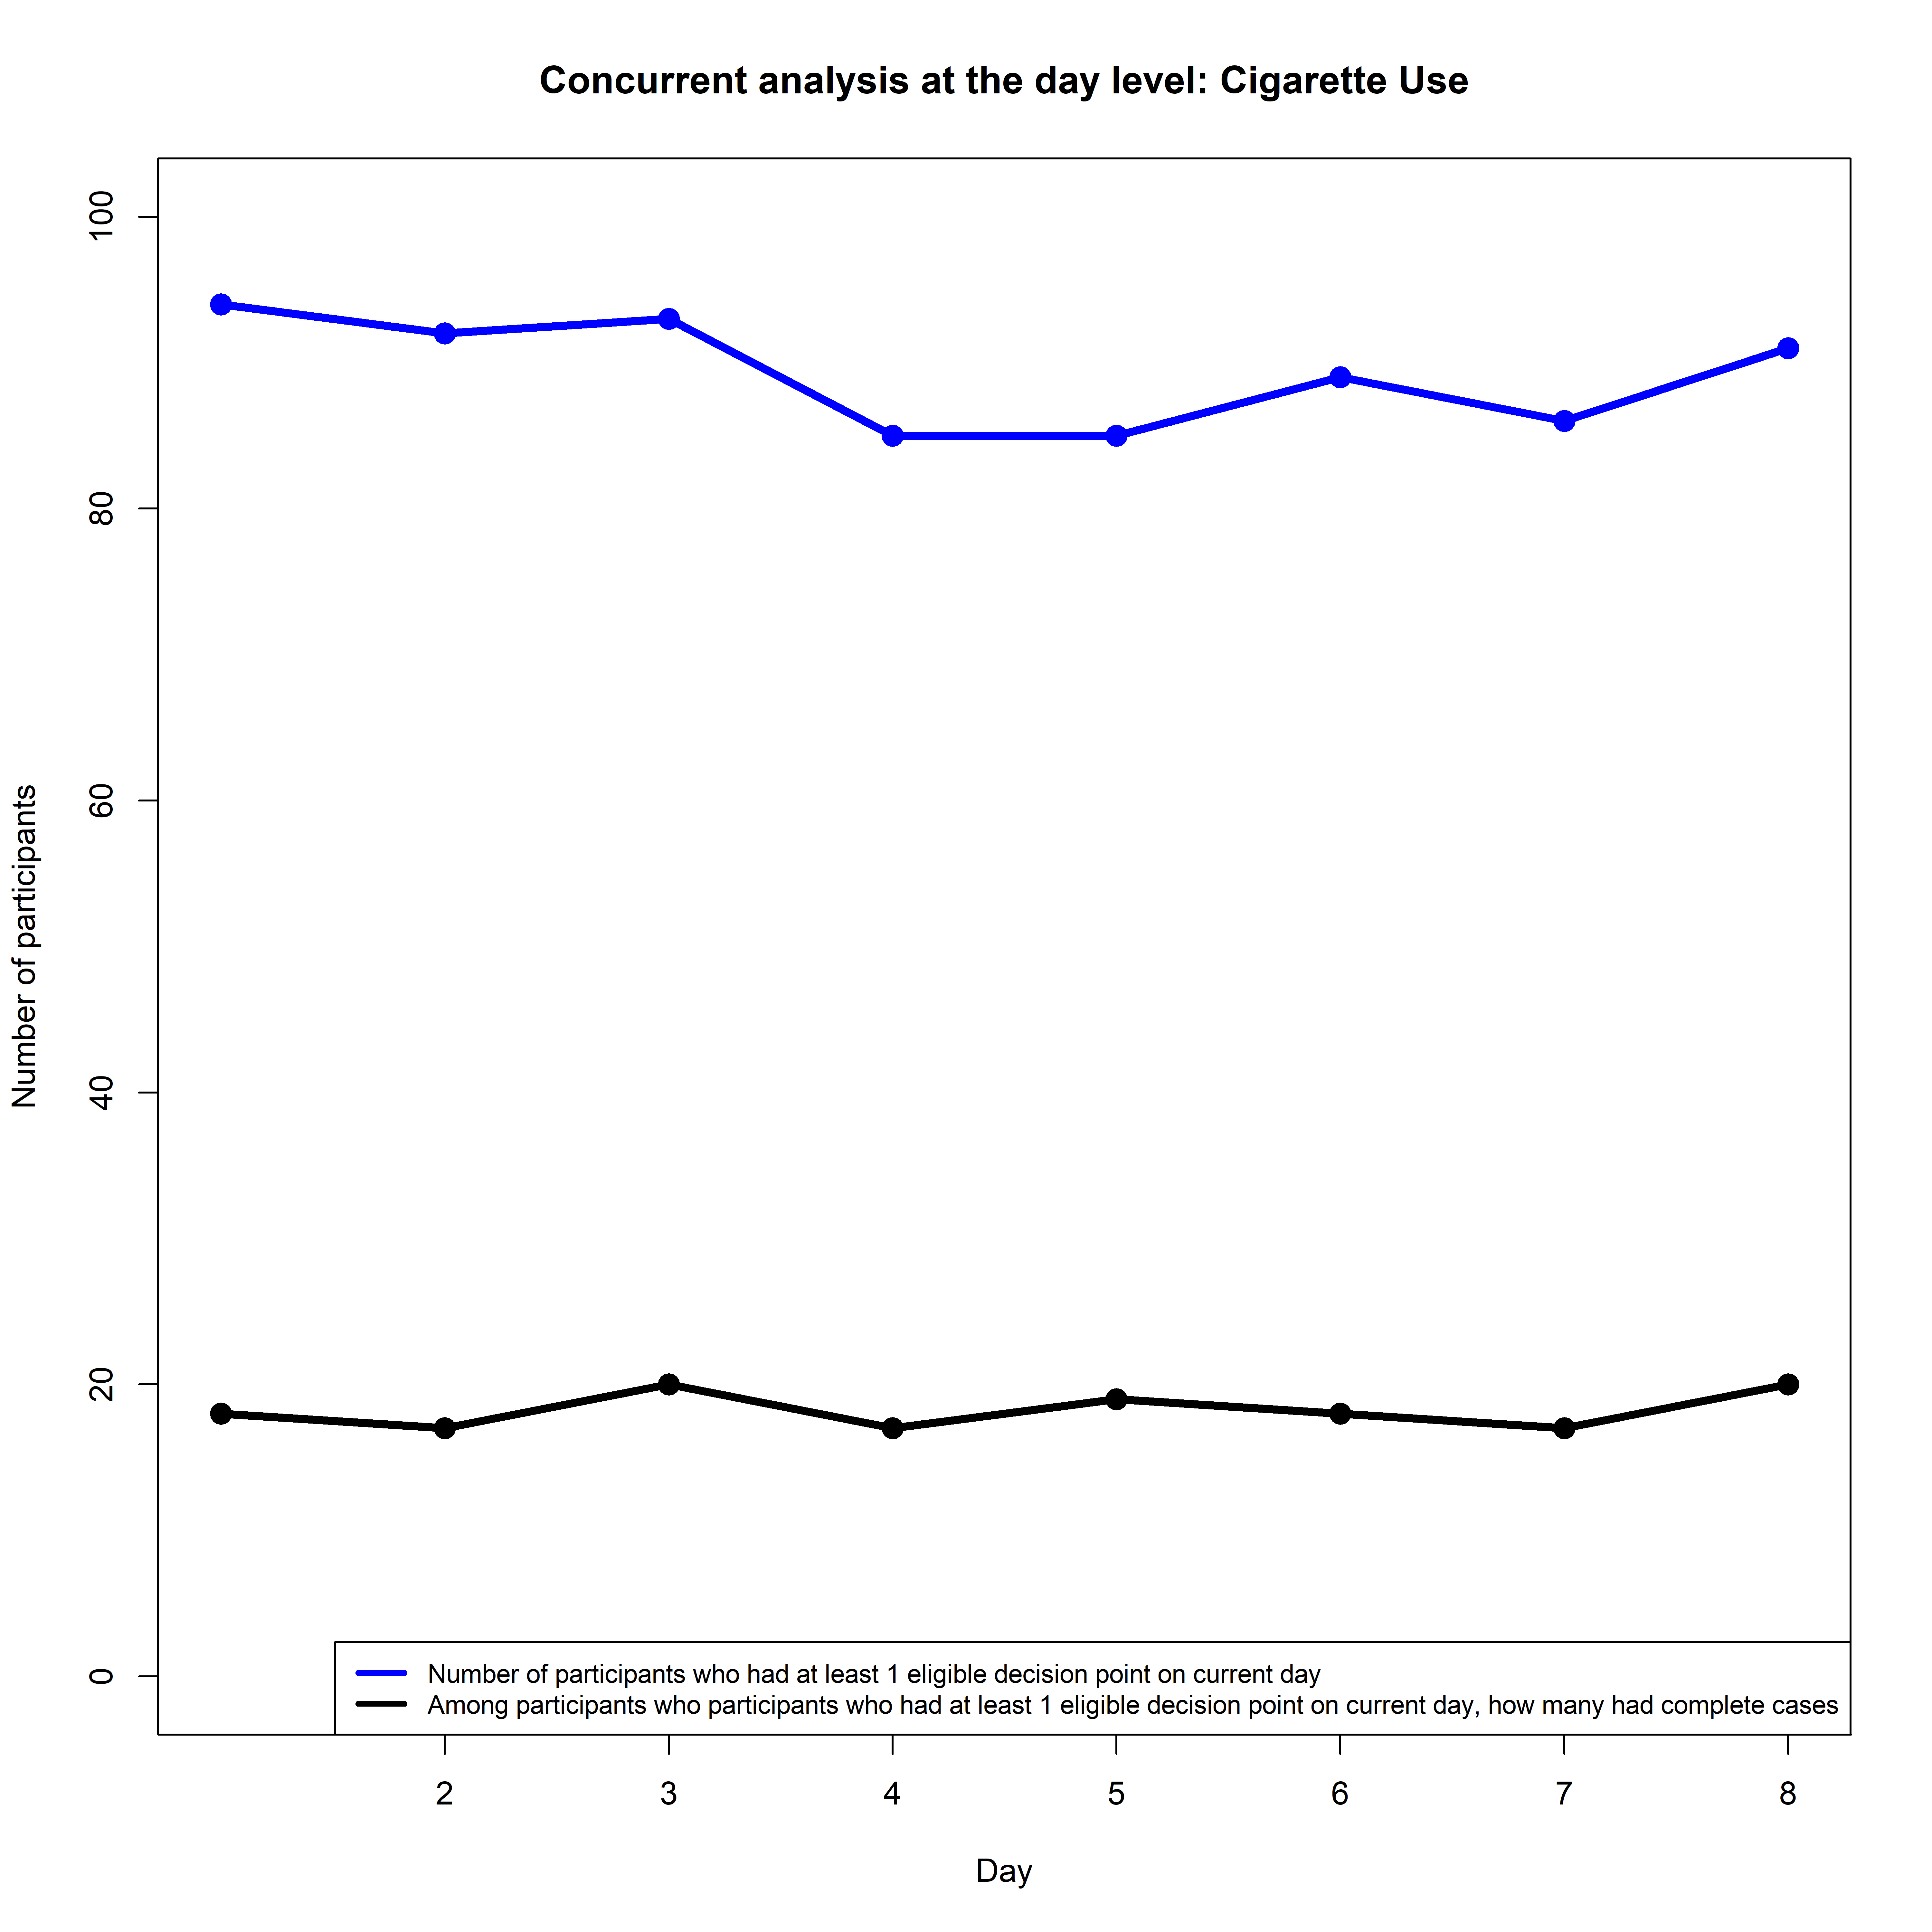 Concurrent analysis at the day level: Cigarette Use
Number of participants
100
80
60
40
20
0
Number of participants who had at least 1 eligible decision point on current day
Among participants who participants who had at least 1 eligible decision point on current day, how many had complete cases
2 3 4 5 6 7 8
Day